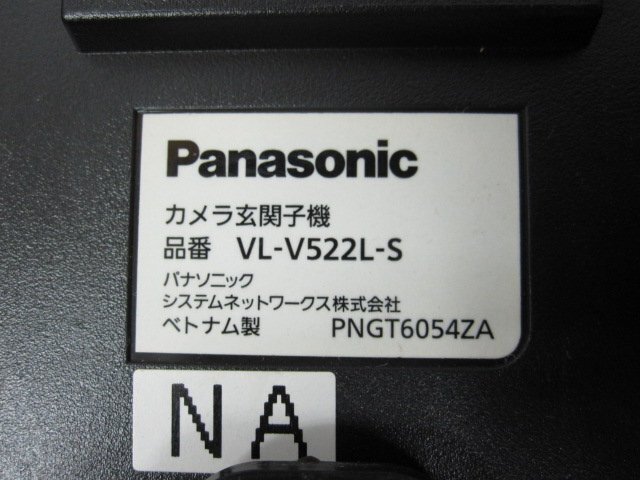 Panasonic
カメラ玄関子機
品番 VL-V522L-S
パナソニック
システムネットワークス株式会社
ベトナム製 PNGT6054ZA
NA